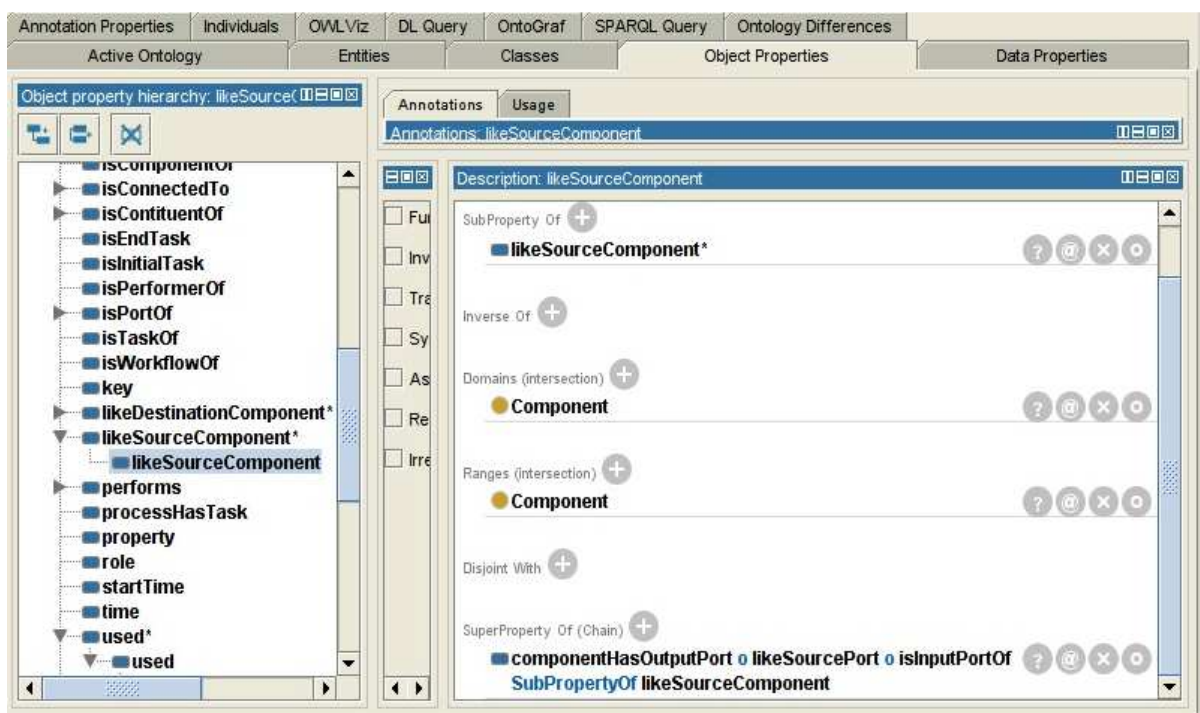 Annotation Properties Individuals OWLViz DL Query OntoGraf SPARQL Query Ontology Differences
Active Ontology Entities Classes Object Properties Data Properties
Object property hierarchy: likeSource(
Annotations Usage
Annotations: likeSourceComponent
isComponentOf
isConnectedTo
isContituentOf
isEndTask
isInitialTask
isPerformerOf
isPortOf
isTaskOf
isWorkflowOf
key
likeDestinationComponent*
likeSourceComponent*
likeSourceComponent
performs
processHasTask
property
role
startTime
time
used*
used
Fu
Inv
Tra
Sy
As
Re
Irre
Description: likeSourceComponent
SubProperty Of
likeSourceComponent*
Inverse Of
Domains (intersection)
Component
Ranges (intersection)
Component
Disjoint With
SuperProperty Of (Chain)
componentHasOutputPort o likeSourcePort o isInputPortOf
SubPropertyOf likeSourceComponent